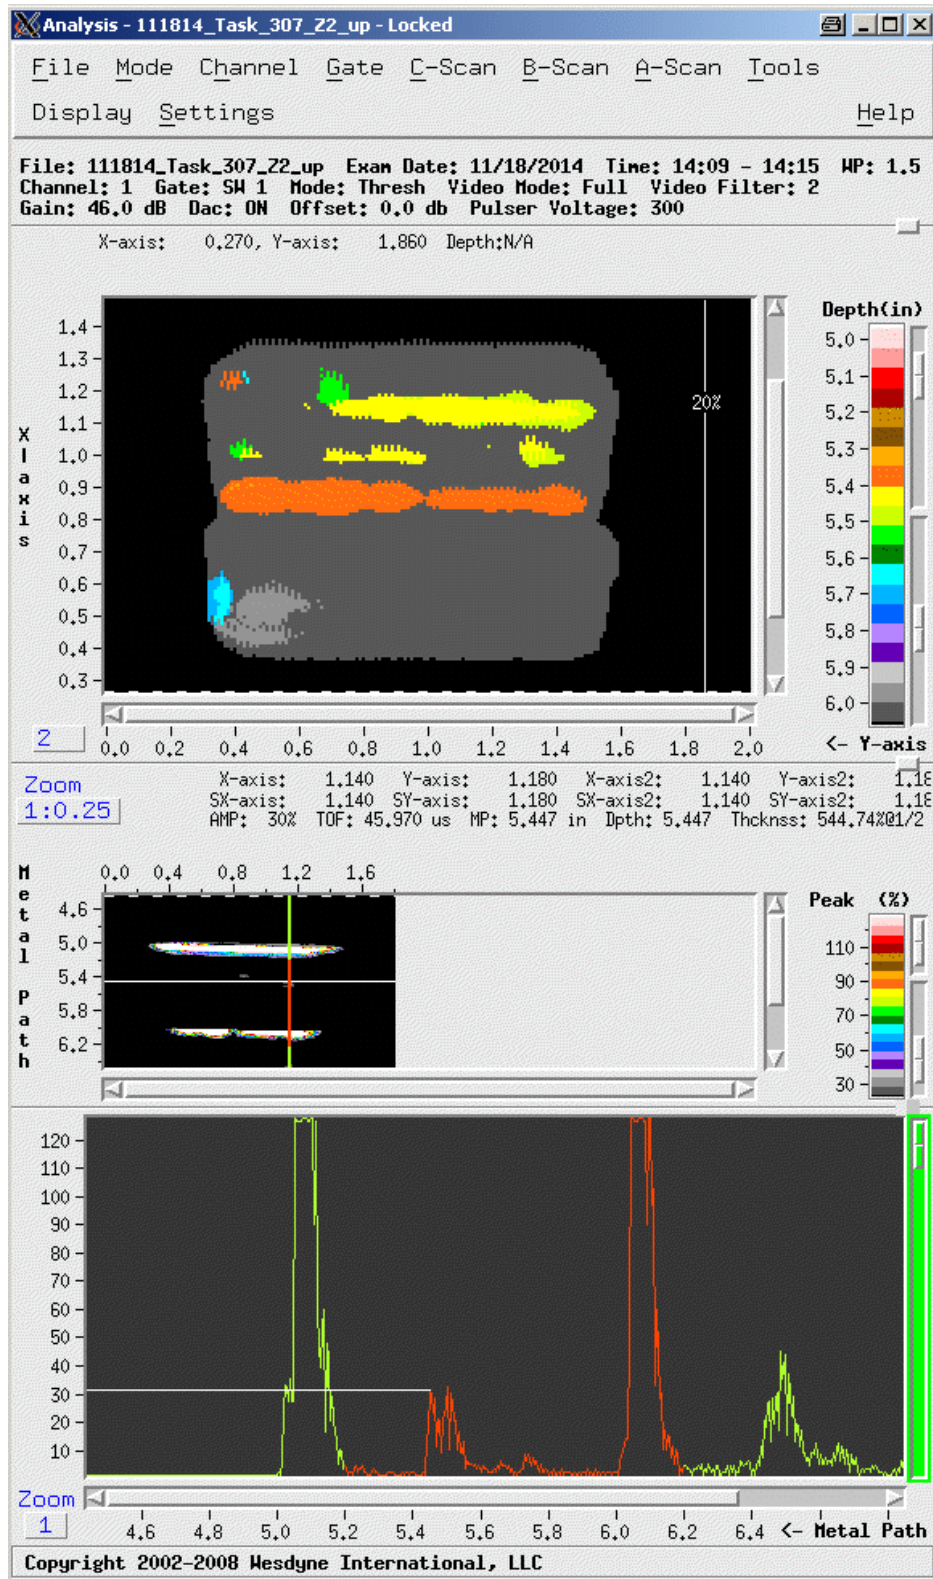 Analysis - 111814_Task_307_Z2_up - Locked
File Mode Channel Gate C-Scan B-Scan A-Scan Tools
Display Settings Help
File: 111814_Task_307_Z2_up Exam Date: 11/18/2014 Time: 14:09 - 14:15 WP: 1.5
Channel: 1 Gate: SW 1 Mode: Thresh Video Mode: Full Video Filter: 2
Gain: 46.0 dB Dac: ON Offset: 0.0 db Pulser Voltage: 300
X-axis: 0.270, Y-axis: 1.860 Depth:N/A
Depth(in)
1.4
1.3
1.2
1.1
1.0
0.9
0.8
0.7
0.6
0.5
0.4
0.3
X-axis
20%
5.0
5.1
5.2
5.3
5.4
5.5
5.6
5.7
5.8
5.9
6.0
2
0.0 0.2 0.4 0.6 0.8 1.0 1.2 1.4 1.6 1.8 2.0
<- Y-axis
Zoom
1:0.25
X-axis: 1.140 Y-axis: 1.180 X-axis2: 1.140 Y-axis2: 1.18
SX-axis: 1.140 SY-axis: 1.180 SX-axis2: 1.140 SY-axis2: 1.18
AMP: 30% TOF: 45.970 us MP: 5.447 in Dpth: 5.447 Thcknss: 544.74%@1/2
0.0 0.4 0.8 1.2 1.6
Metal Path
4.6
5.0
5.4
5.8
6.2
Peak (%)
110
90
70
50
30
120
110
100
90
80
70
60
50
40
30
20
10
Zoom
1
4.6 4.8 5.0 5.2 5.4 5.6 5.8 6.0 6.2 6.4 <- Metal Path
Copyright 2002-2008 Wesdyne International, LLC